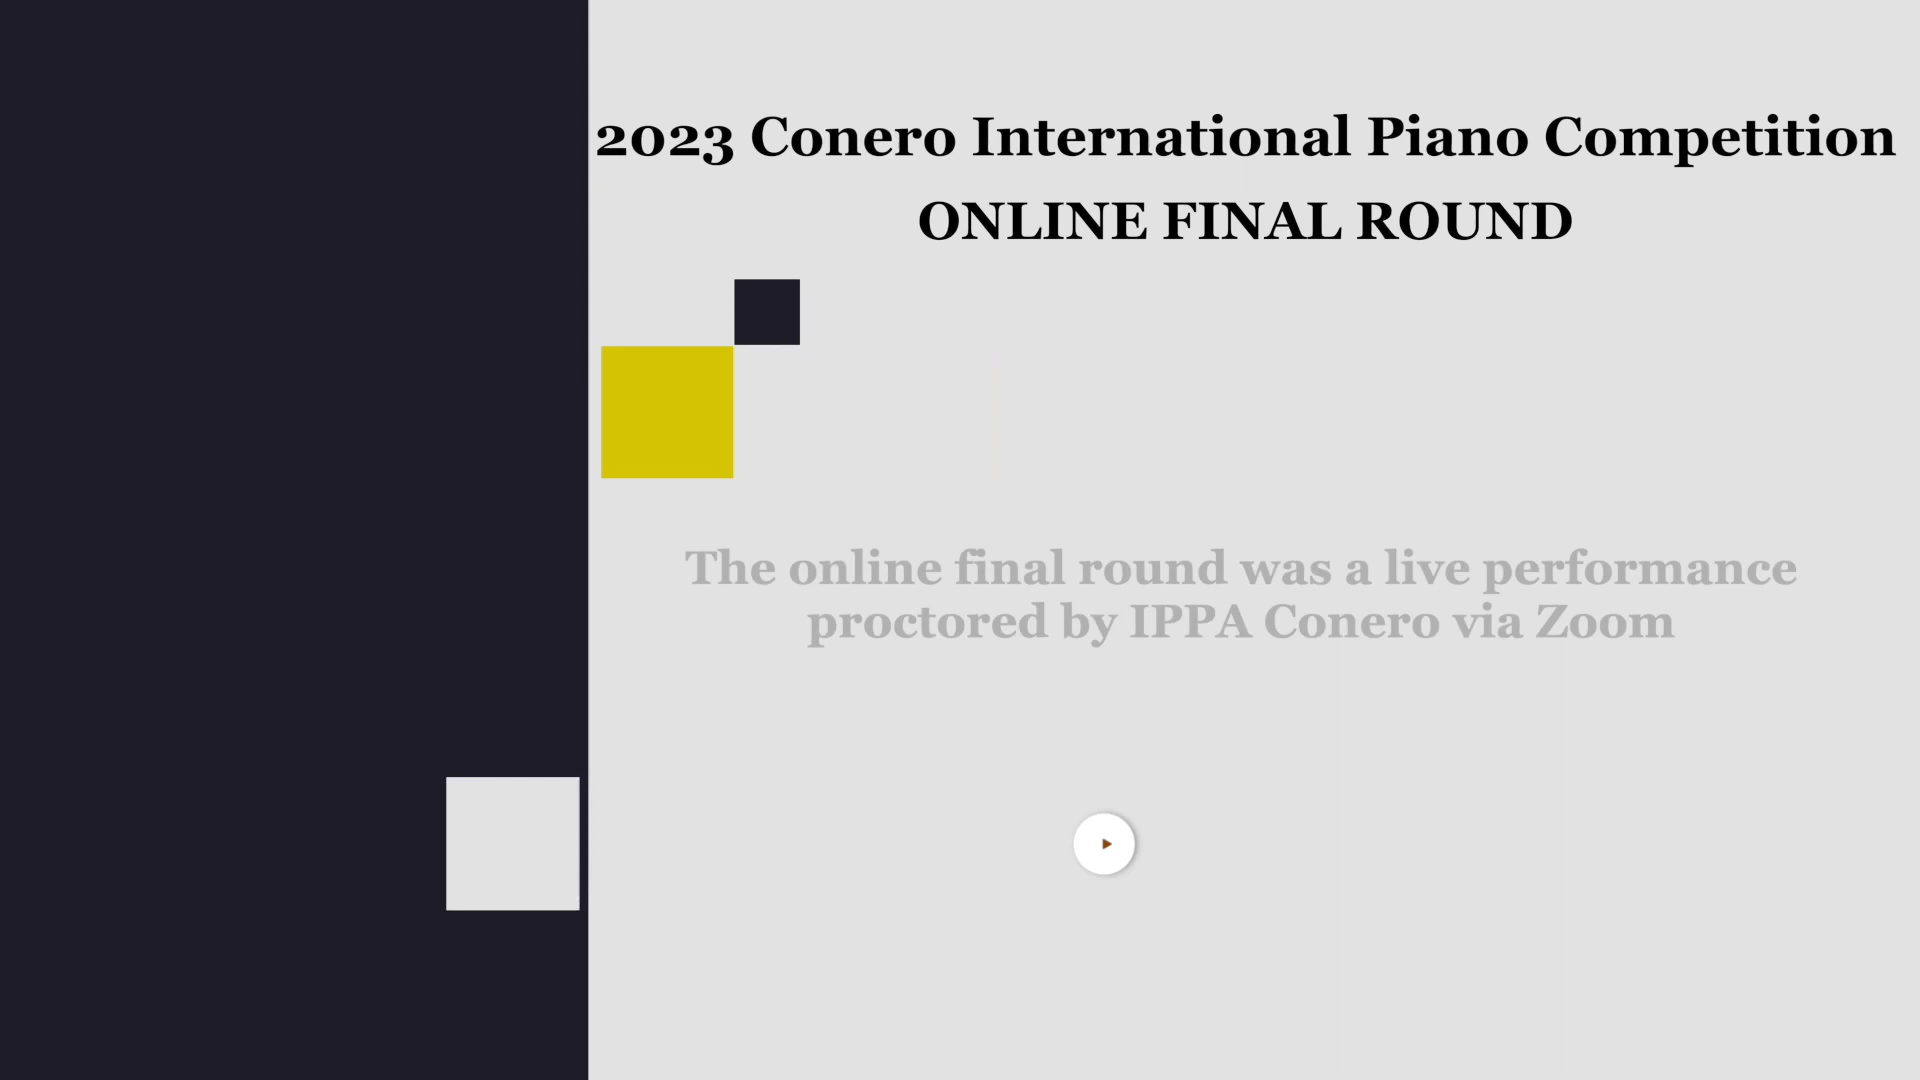 2023 Conero International Piano Competition
ONLINE FINAL ROUND
The online final round was a live performance
proctored by IPPA Conero via Zoom